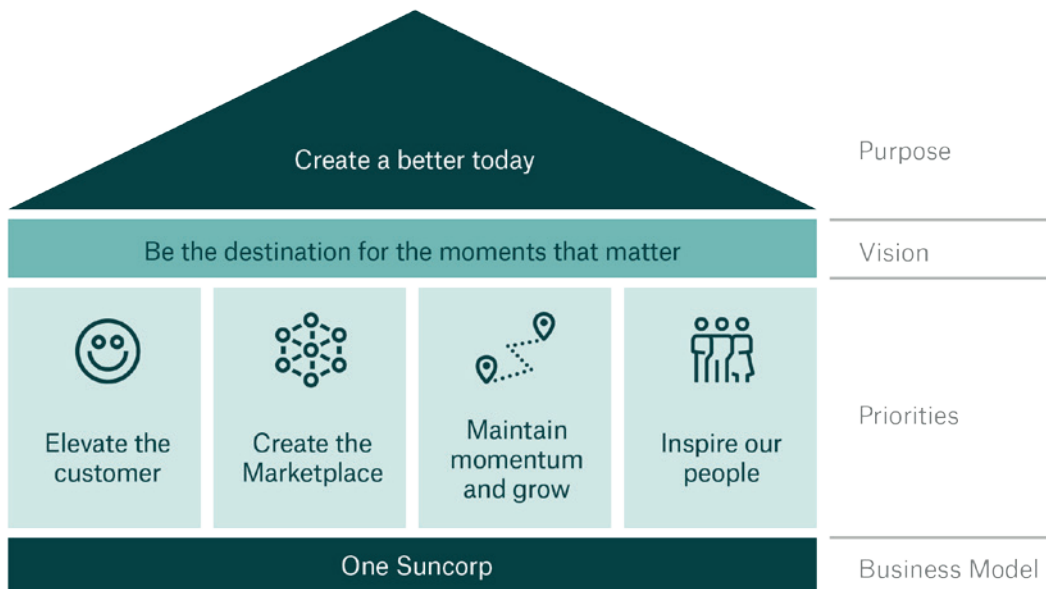 Create a better today
Purpose
Be the destination for the moments that matter
Vision
Elevate the
customer
Create the
Marketplace
Maintain
momentum
and grow
Inspire our
people
Priorities
One Suncorp
Business Model